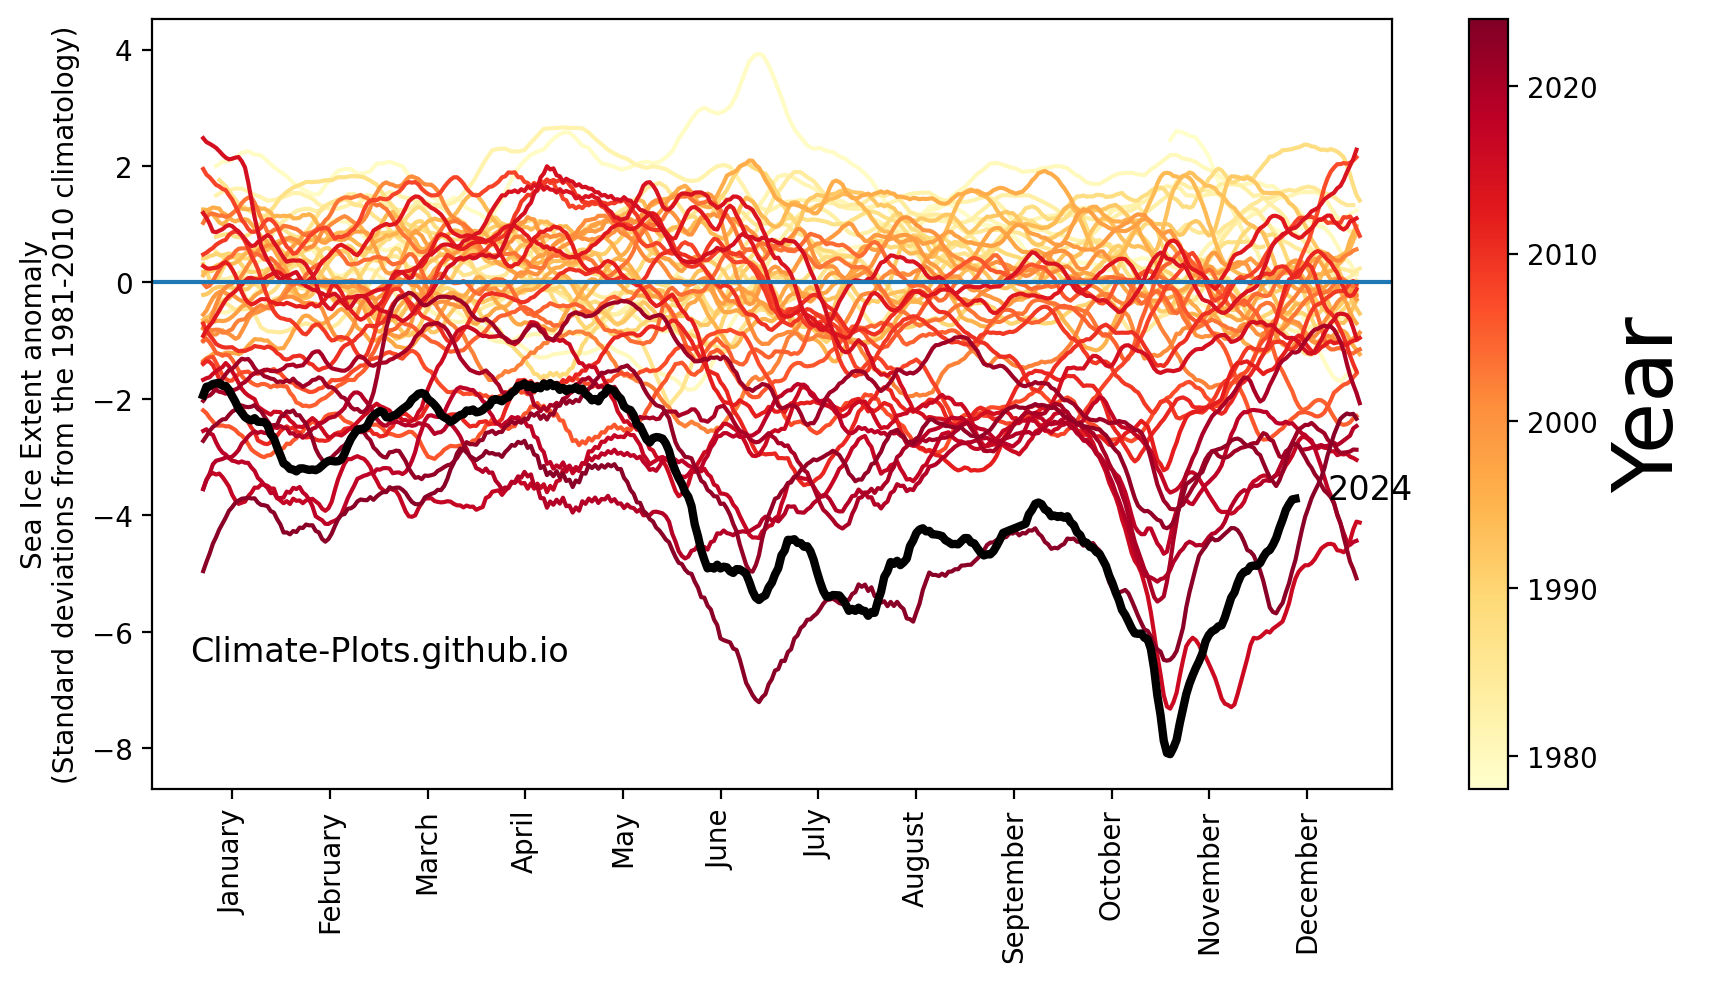 Sea Ice Extent anomaly
(Standard deviations from the 1981-2010 climatology)
4
2
0
−2
−4
−6
−8
2024
Climate-Plots.github.io
January
February
March
April
May
June
July
August
September
October
November
December
2020
2010
2000
1990
1980
Year